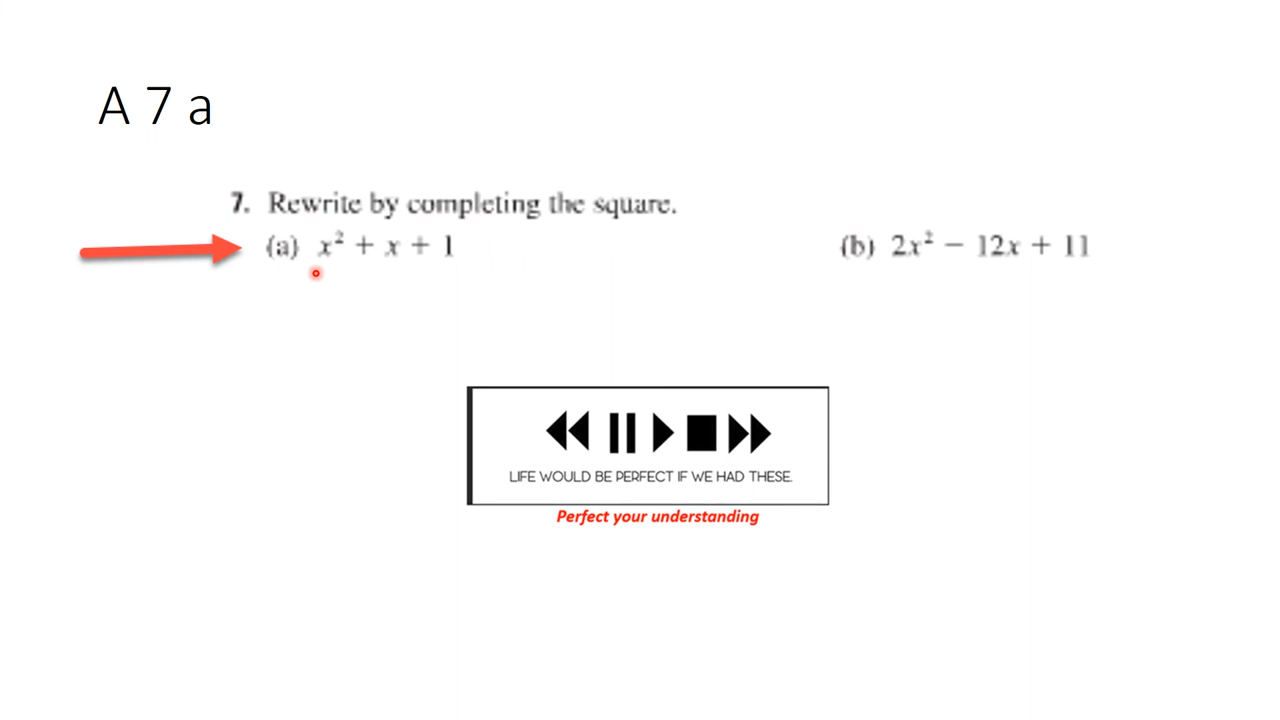 A 7 a
7. Rewrite by completing the square.
(a) x² + x + 1
(b) 2x² − 12x + 11
LIFE WOULD BE PERFECT IF WE HAD THESE.
Perfect your understanding